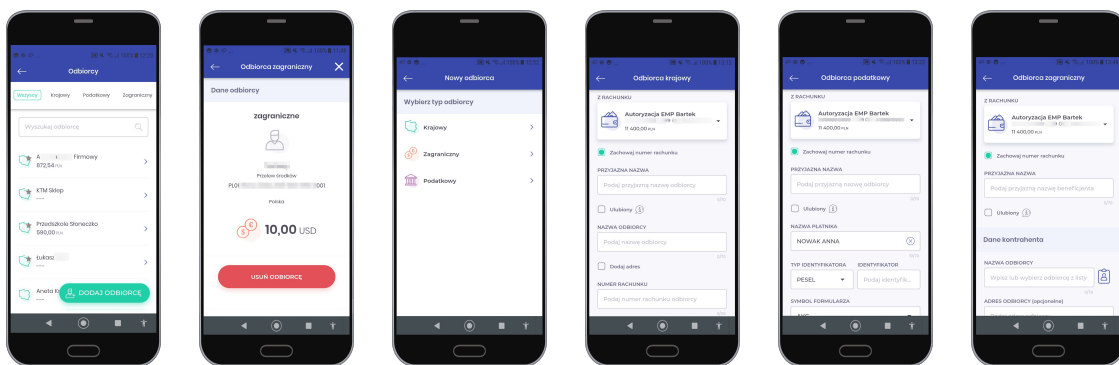 Odbiorcy
Wszyscy Krajowy Podatkowy Zagraniczny
Wyszukaj odbiorcę
A Firmowy
872,54 PLN
KTM Sklep
----
Przedszkole Słoneczko
590,00 PLN
Łukasz
----
Aneta
----
DODAJ ODBIORCĘ
Odbiorca zagraniczny
Dane odbiorcy
zagraniczne
Przelew środków
PL01 001
Polska
10,00 USD
USUŃ ODBIORCĘ
Nowy odbiorca
Wybierz typ odbiorcy
Krajowy
Zagraniczny
Podatkowy
Odbiorca krajowy
Z RACHUNKU
Autoryzacja EMP Bartek
11 400,00 PLN
Zachowaj numer rachunku
PRZYJAZNA NAZWA
Podaj przyjazną nazwę odbiorcy
Ulubiony
NAZWA ODBIORCY
Podaj nazwę odbiorcy
Dodaj adres
NUMER RACHUNKU
Podaj numer rachunku odbiorcy
Odbiorca podatkowy
Z RACHUNKU
Autoryzacja EMP Bartek
11 400,00 PLN
Zachowaj numer rachunku
PRZYJAZNA NAZWA
Podaj przyjazną nazwę odbiorcy
Ulubiony
NAZWA PŁATNIKA
NOWAK ANNA
TYP IDENTYFIKATORA IDENTYFIKATOR
PESEL Podaj identyfik...
SYMBOL FORMULARZA
Odbiorca zagraniczny
Z RACHUNKU
Autoryzacja EMP Bartek
11 400,00 PLN
Zachowaj numer rachunku
PRZYJAZNA NAZWA
Podaj przyjazną nazwę beneficjenta
Ulubiony
Dane kontrahenta
NAZWA ODBIORCY
Wpisz lub wybierz odbiorcę z listy
ADRES ODBIORCY (opcjonalne)